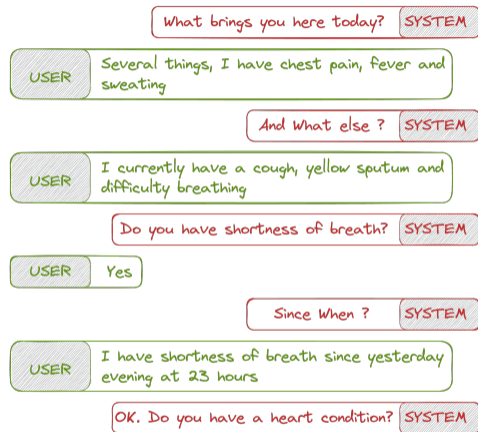 What brings you here today? SYSTEM
USER Several things, I have chest pain, fever and
sweating
And What else ? SYSTEM
USER I currently have a cough, yellow sputum and
difficulty breathing
Do you have shortness of breath? SYSTEM
USER Yes
Since When ? SYSTEM
USER I have shortness of breath since yesterday
evening at 23 hours
OK. Do you have a heart condition? SYSTEM